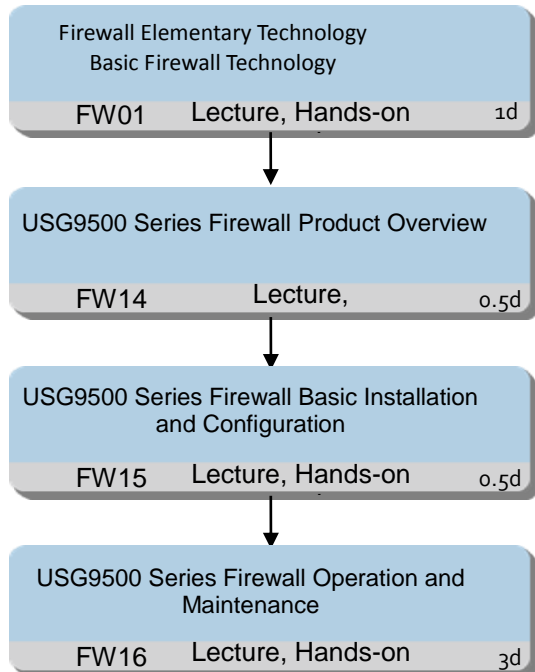 Firewall Elementary Technology
Basic Firewall Technology
FW01 Lecture, Hands-on 1d
USG9500 Series Firewall Product Overview
FW14 Lecture, 0.5d
USG9500 Series Firewall Basic Installation
and Configuration
FW15 Lecture, Hands-on 0.5d
USG9500 Series Firewall Operation and
Maintenance
FW16 Lecture, Hands-on 3d